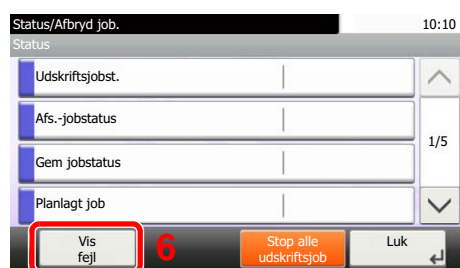 Status/Afbryd job. 10:10
Status
Udskriftsjobst.
Afs.-jobstatus
1/5
Gem jobstatus
Planlagt job
Vis
fejl
6
Stop alle
udskriftsjob
Luk